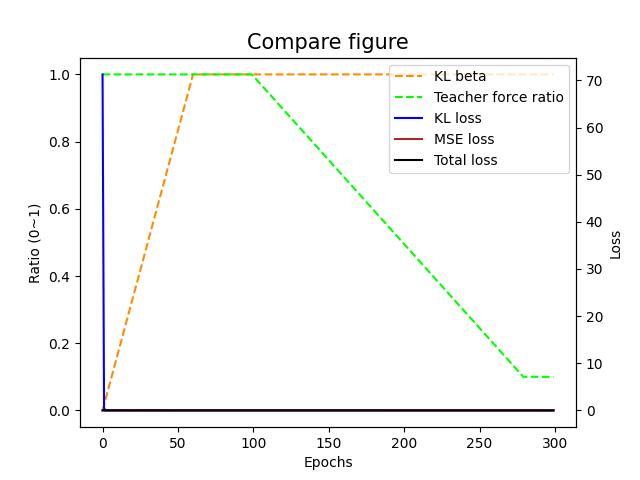 Compare figure
KL beta
Teacher force ratio
KL loss
MSE loss
Total loss
1.0
0.8
0.6
0.4
0.2
0.0
Ratio (0~1)
70
60
50
40
30
20
10
0
Loss
0 50 100 150 200 250 300
Epochs